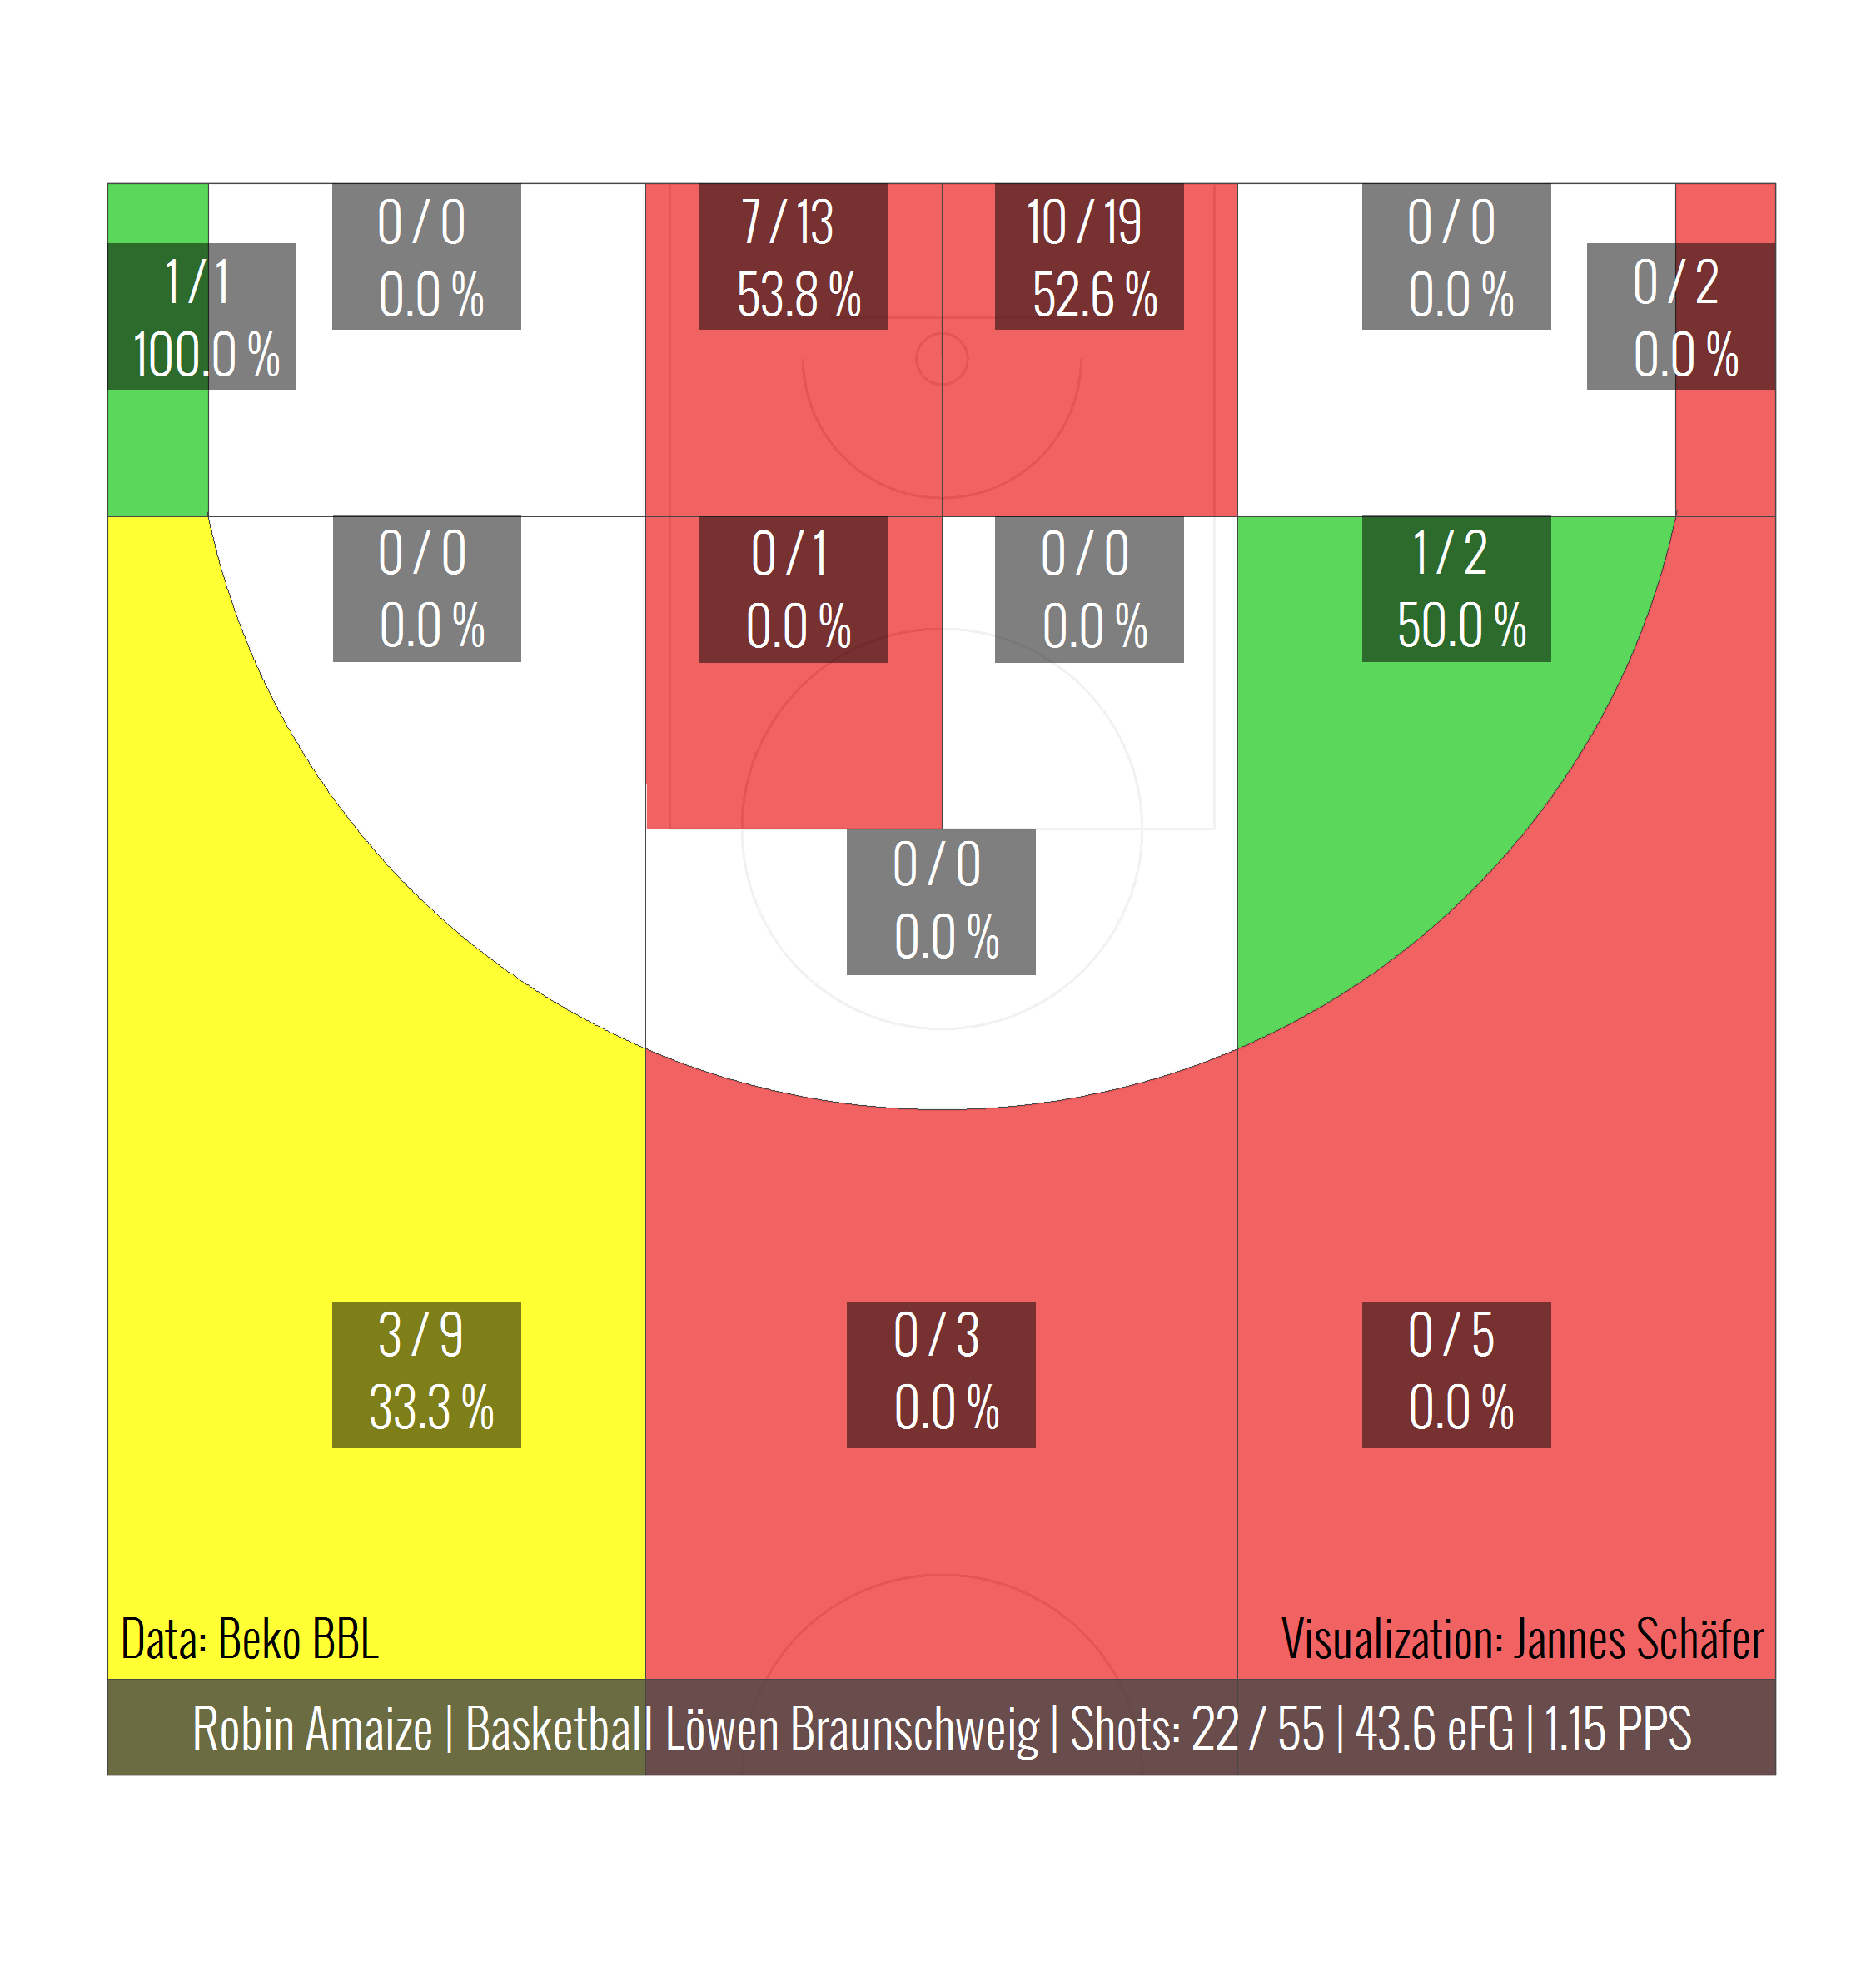 0 / 0
0.0 %
7 / 13
53.8 %
10 / 19
52.6 %
0 / 0
0.0 %
1 / 1
100.0 %
0 / 2
0.0 %
0 / 0
0.0 %
0 / 1
0.0 %
0 / 0
0.0 %
1 / 2
50.0 %
0 / 0
0.0 %
3 / 9
33.3 %
0 / 3
0.0 %
0 / 5
0.0 %
Data: Beko BBL
Visualization: Jannes Schäfer
Robin Amaize | Basketball Löwen Braunschweig | Shots: 22 / 55 | 43.6 eFG | 1.15 PPS